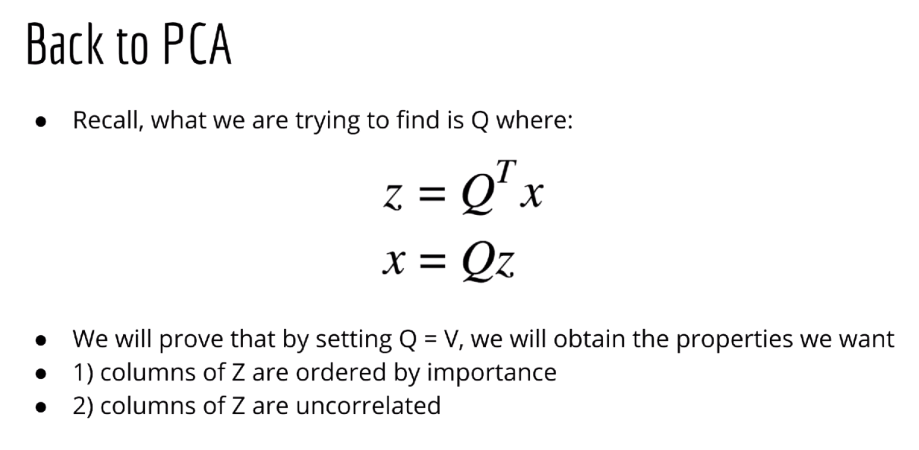 Back to PCA
● Recall, what we are trying to find is Q where:
z = Qᵀ x
x = Qz
● We will prove that by setting Q = V, we will obtain the properties we want
● 1) columns of Z are ordered by importance
● 2) columns of Z are uncorrelated